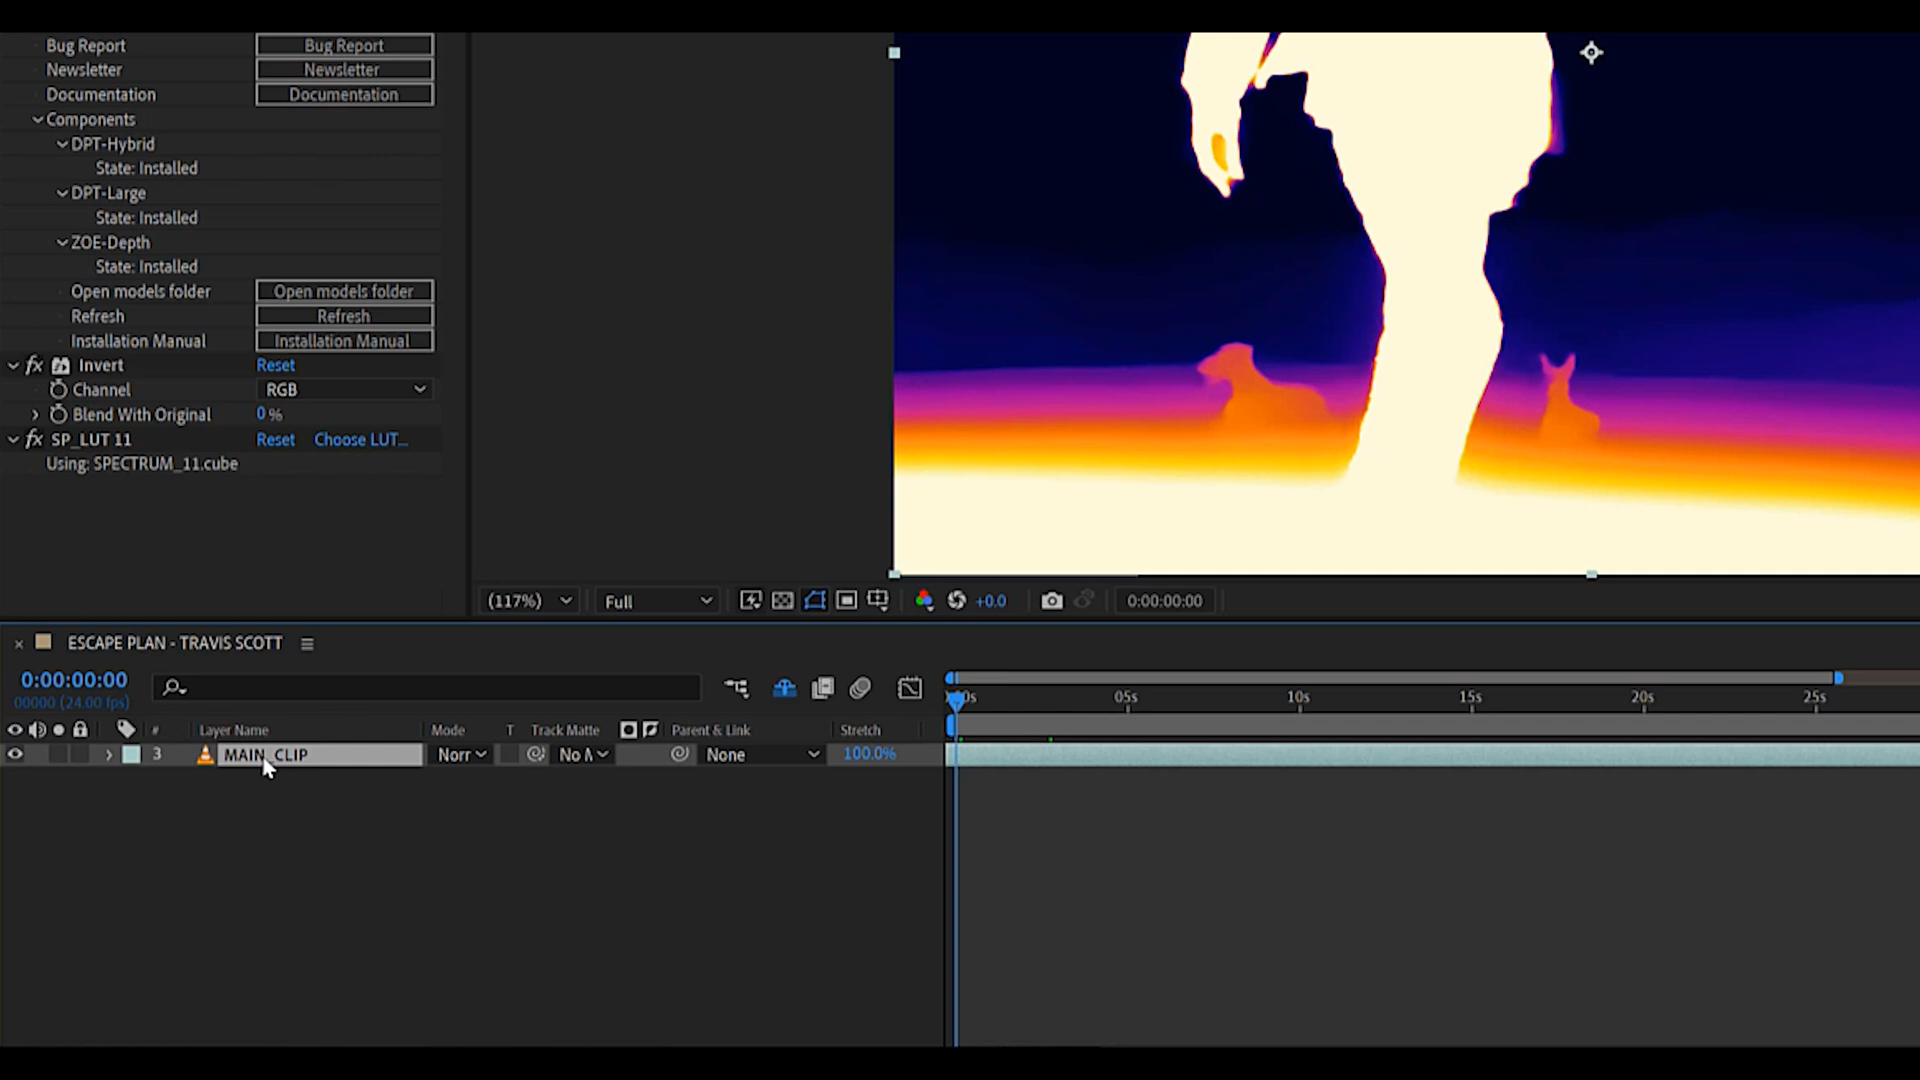 Bug Report Bug Report
Newsletter Newsletter
Documentation Documentation
Components
DPT-Hybrid
State: Installed
DPT-Large
State: Installed
ZOE-Depth
State: Installed
Open models folder Open models folder
Refresh Refresh
Installation Manual Installation Manual
fx Invert Reset
Channel RGB
Blend With Original 0 %
fx SP_LUT 11 Reset Choose LUT...
Using: SPECTRUM_11.cube
(117%) Full +0.0 0:00:00:00
ESCAPE PLAN - TRAVIS SCOTT
0:00:00:00
00000 (24.00 fps)
05s 10s 15s 20s 25s
# Layer Name Mode T Track Matte Parent & Link Stretch
3 MAIN_CLIP Norr No None 100.0%